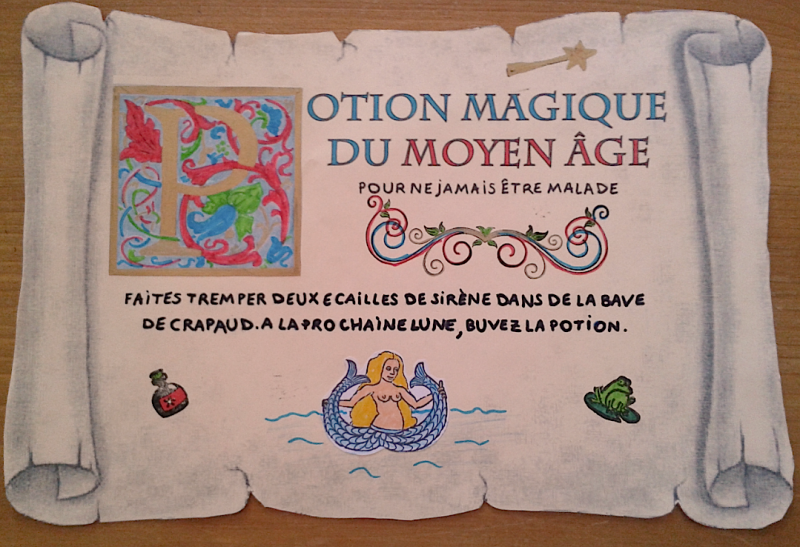 POTION MAGIQUE
DU MOYEN ÂGE
POUR NE JAMAIS ÊTRE MALADE
FAITES TREMPER DEUX ECAILLES DE SIRÈNE DANS DE LA BAVE
DE CRAPAUD. A LA PROCHAINE LUNE, BUVEZ LA POTION.